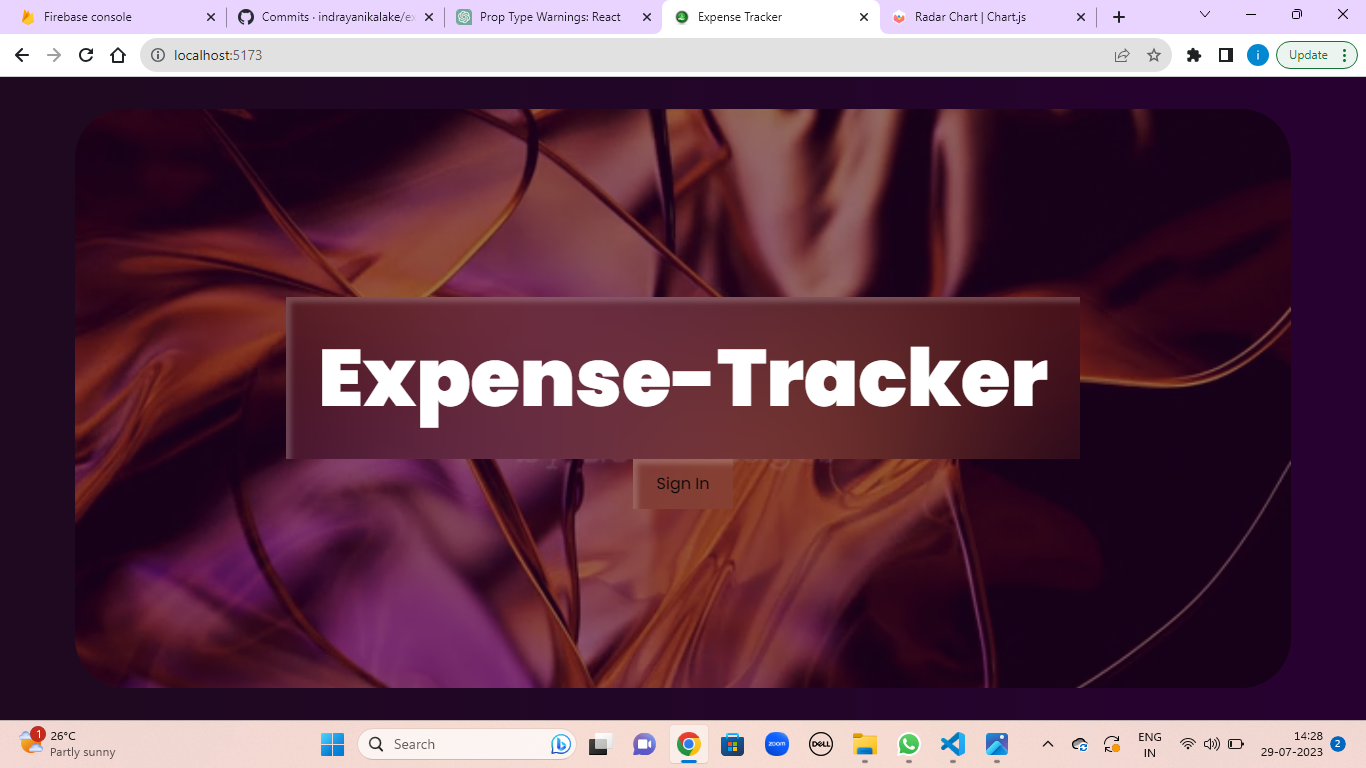 Firebase console
Commits · indrayanikalake/ex
Prop Type Warnings: React
Expense Tracker
Radar Chart | Chart.js
localhost:5173
i
Update
Expense-Tracker
Sign In
1
26°C
Partly sunny
Search
zoom
DELL
ENG
IN
14:28
29-07-2023
2